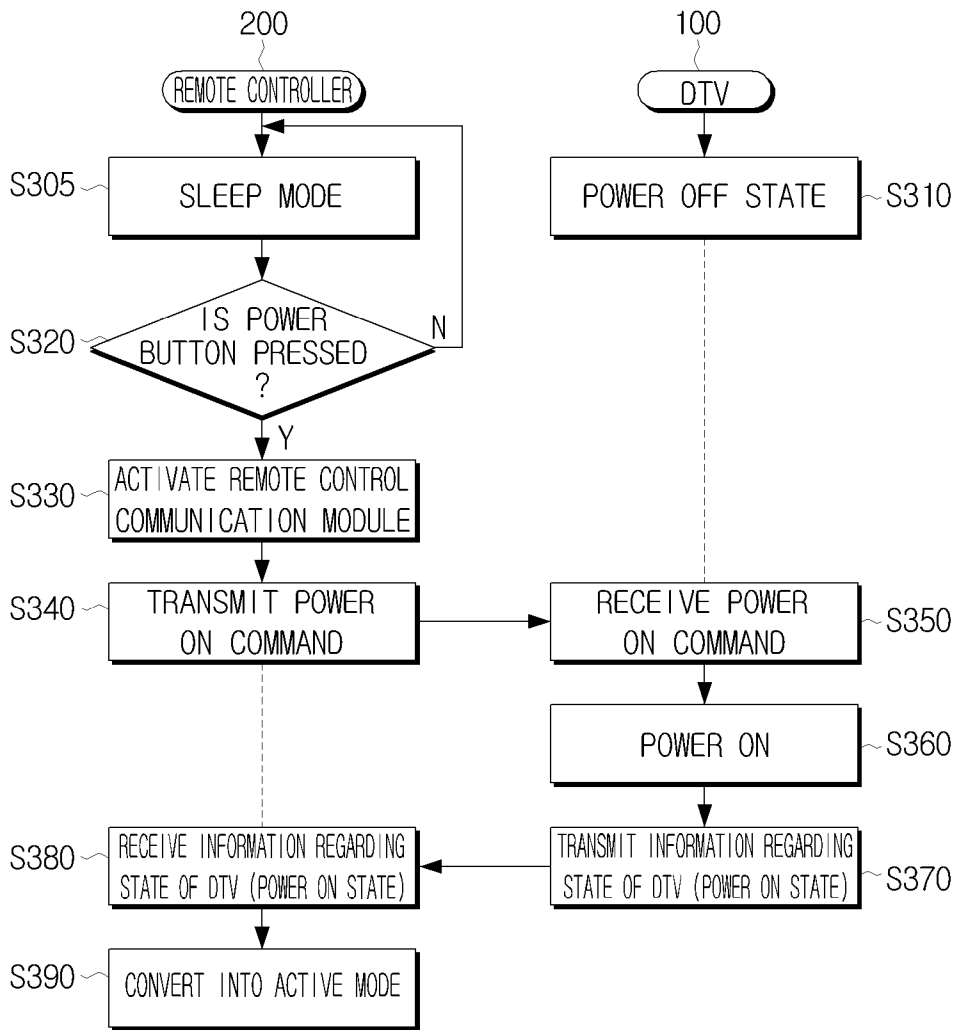 200
100
REMOTE CONTROLLER
DTV
S305
SLEEP MODE
POWER OFF STATE
S310
S320
IS POWER
BUTTON PRESSED
?
N
Y
S330
ACTIVATE REMOTE CONTROL
COMMUNICATION MODULE
S340
TRANSMIT POWER
ON COMMAND
RECEIVE POWER
ON COMMAND
S350
POWER ON
S360
S380
RECEIVE INFORMATION REGARDING
STATE OF DTV (POWER ON STATE)
TRANSMIT INFORMATION REGARDING
STATE OF DTV (POWER ON STATE)
S370
S390
CONVERT INTO ACTIVE MODE